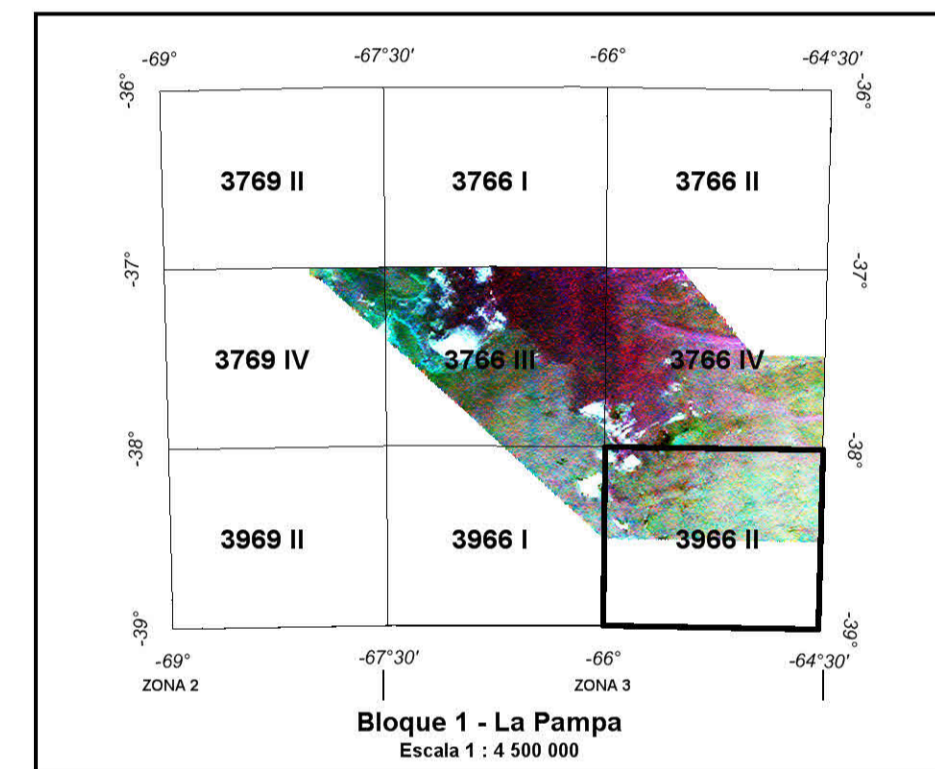 -69° -67°30' -66° -64°30'
-36° -36°
3769 II 3766 I 3766 II
-37° -37°
3769 IV 3766 III 3766 IV
-38° -38°
3969 II 3966 I 3966 II
-39° -39°
-69° -67°30' -66° -64°30'
ZONA 2 ZONA 3
Bloque 1 - La Pampa
Escala 1 : 4 500 000